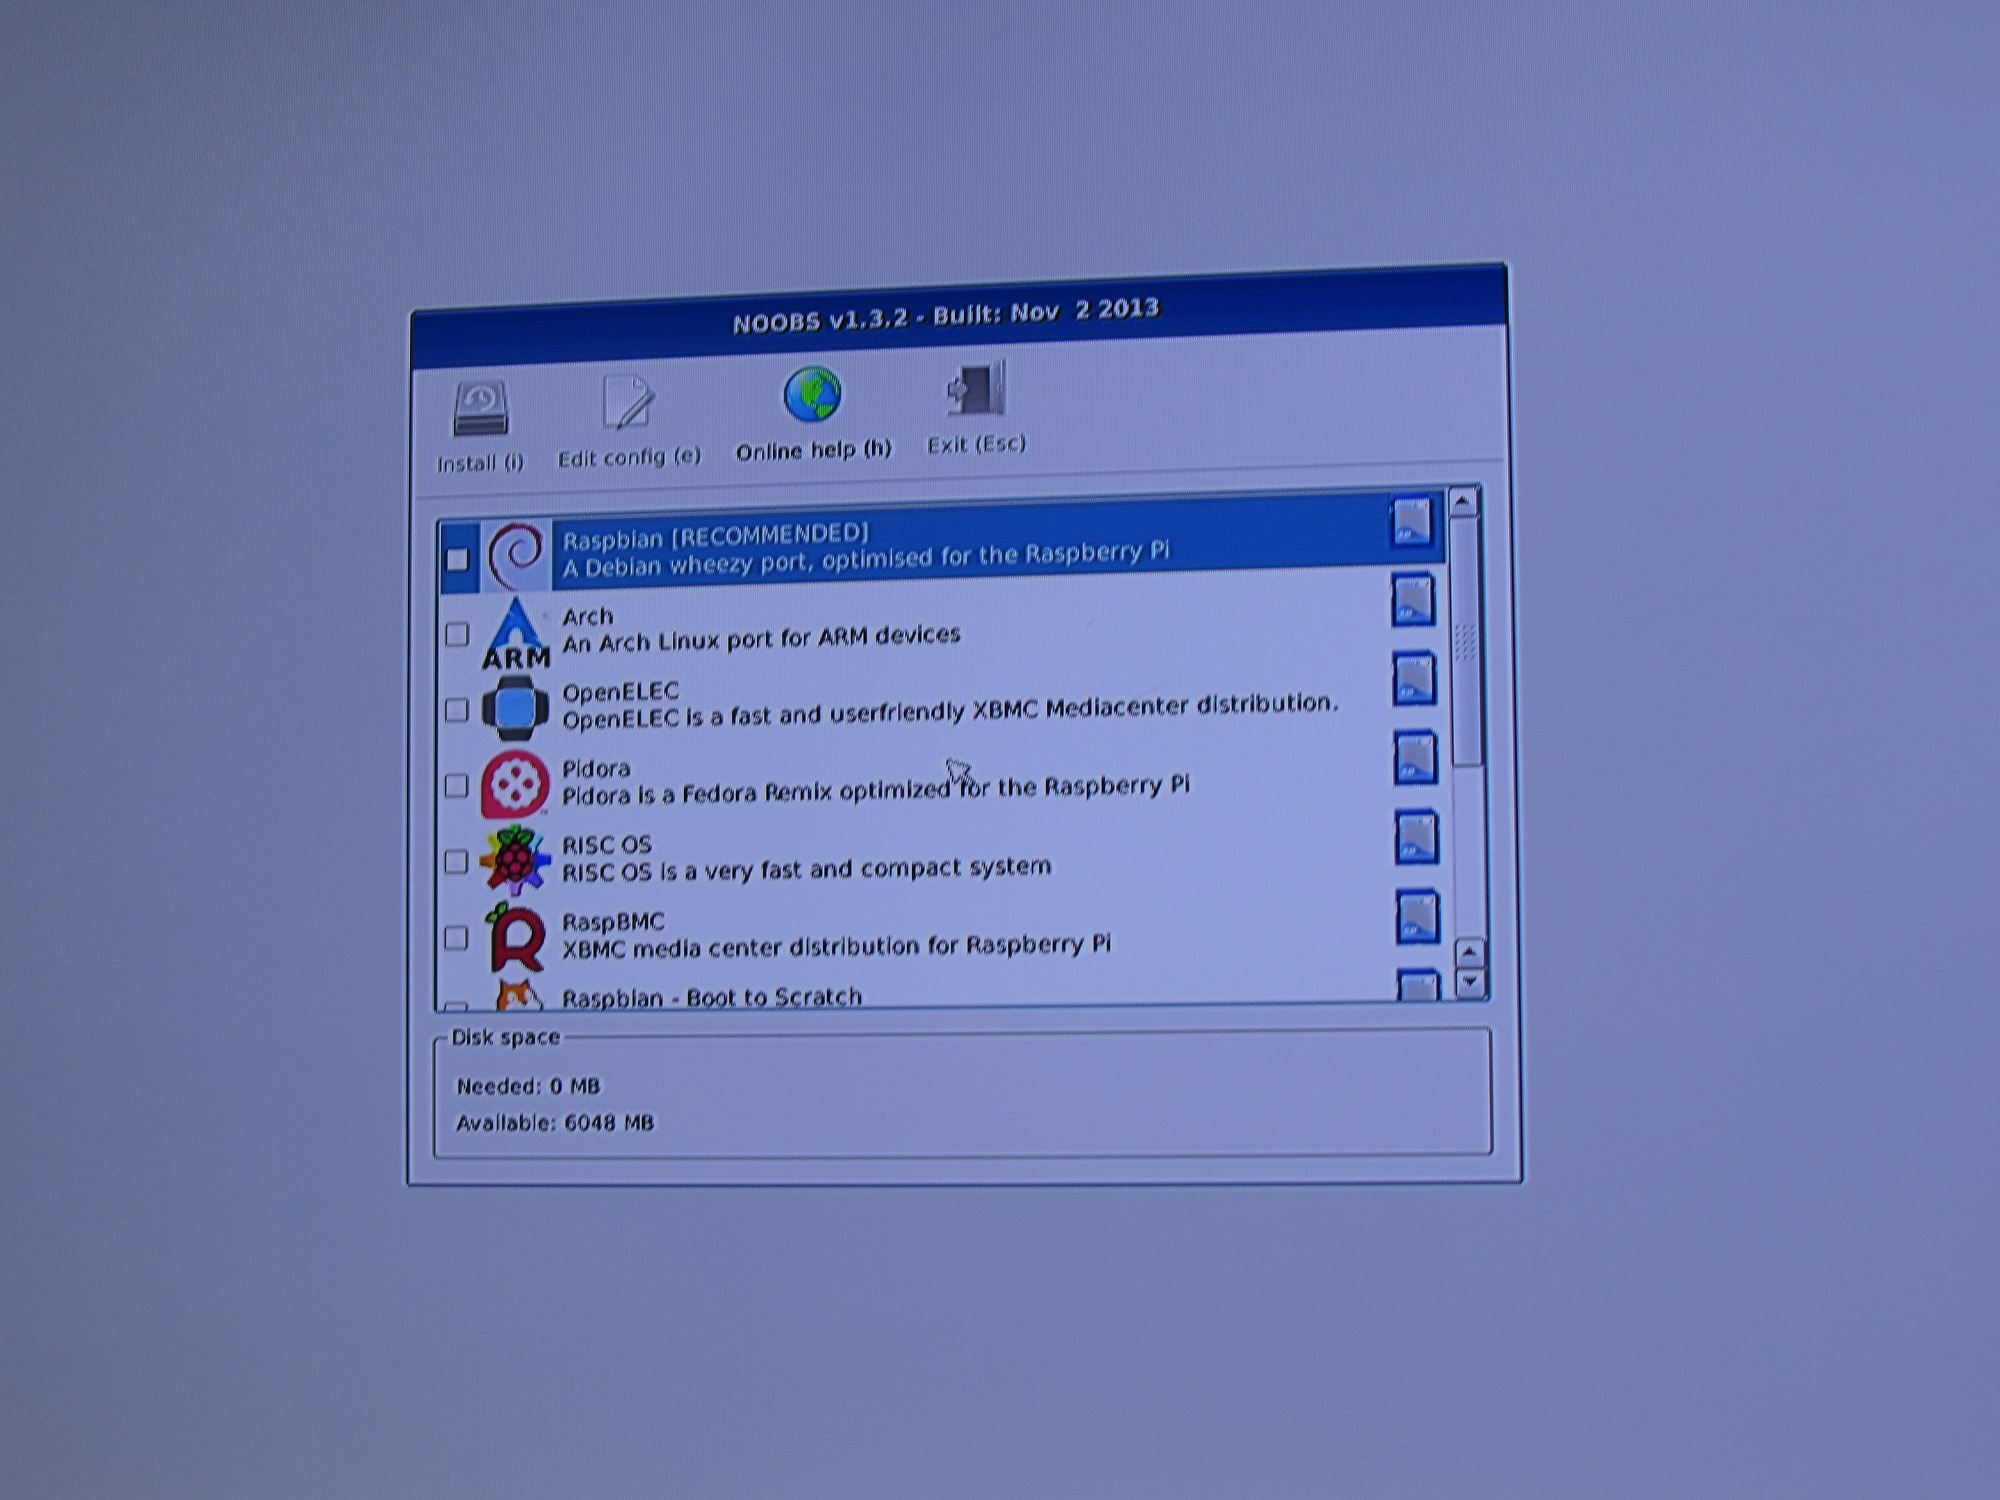 NOOBS v1.3.2 - Built: Nov  2 2013
Install (i) Edit config (e) Online help (h) Exit (Esc)
Raspbian [RECOMMENDED]
A Debian wheezy port, optimised for the Raspberry Pi
Arch
An Arch Linux port for ARM devices
ARM
OpenELEC
OpenELEC is a fast and userfriendly XBMC Mediacenter distribution.
Pidora
Pidora is a Fedora Remix optimized for the Raspberry Pi
RISC OS
RISC OS is a very fast and compact system
RaspBMC
XBMC media center distribution for Raspberry Pi
Raspbian - Boot to Scratch
Disk space
Needed: 0 MB
Available: 6048 MB